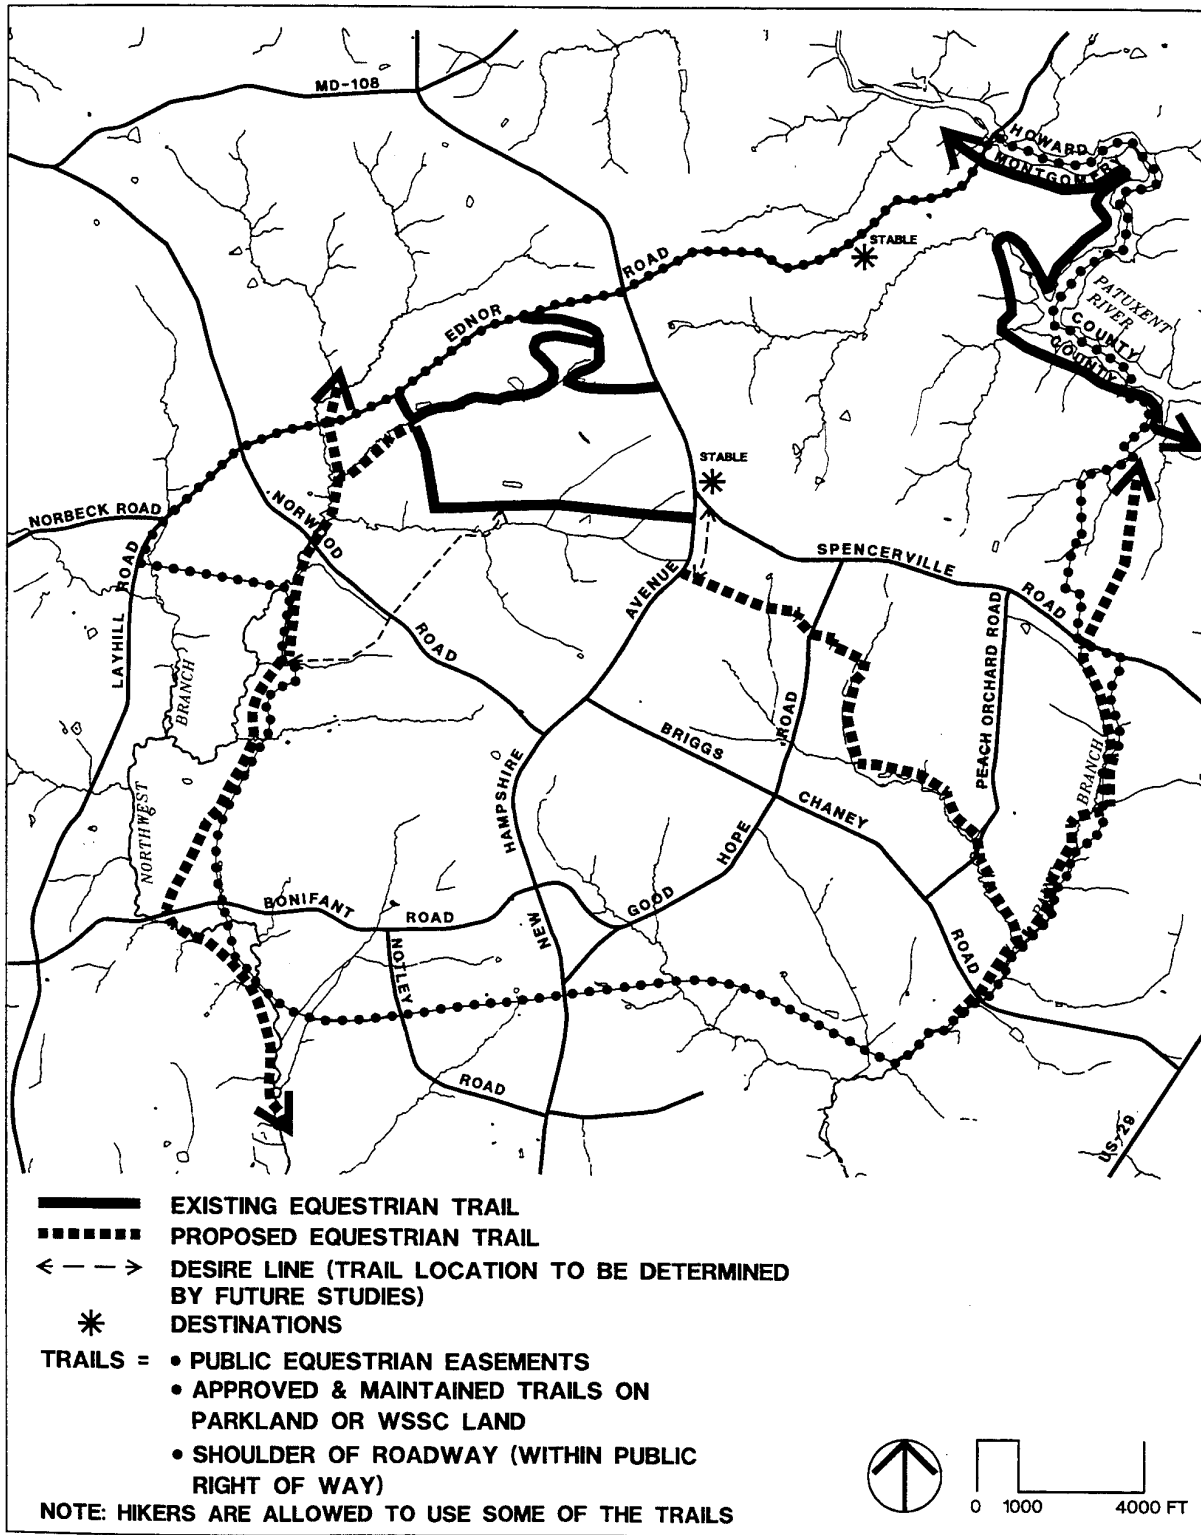 MD-108
HOWARD
MONTGOMERY
STABLE
ROAD
PATUXENT
RIVER
EDNOR
COUNTY
COUNTY
STABLE
NORBECK ROAD
NORWOOD
ROAD
SPENCERVILLE
ROAD
AVENUE
LAYHILL
ROAD
PEACH ORCHARD ROAD
BRANCH
ROAD
BRIGGS
HAMPSHIRE
BRANCH
CHANEY
NORTHWEST
HOPE
BONIFANT
ROAD
GOOD
NEW
NOTLEY
ROAD
ROAD
US-29
EXISTING EQUESTRIAN TRAIL
PROPOSED EQUESTRIAN TRAIL
DESIRE LINE (TRAIL LOCATION TO BE DETERMINED
BY FUTURE STUDIES)
DESTINATIONS
TRAILS = • PUBLIC EQUESTRIAN EASEMENTS
• APPROVED & MAINTAINED TRAILS ON
PARKLAND OR WSSC LAND
• SHOULDER OF ROADWAY (WITHIN PUBLIC
RIGHT OF WAY)
NOTE: HIKERS ARE ALLOWED TO USE SOME OF THE TRAILS
0 1000 4000 FT